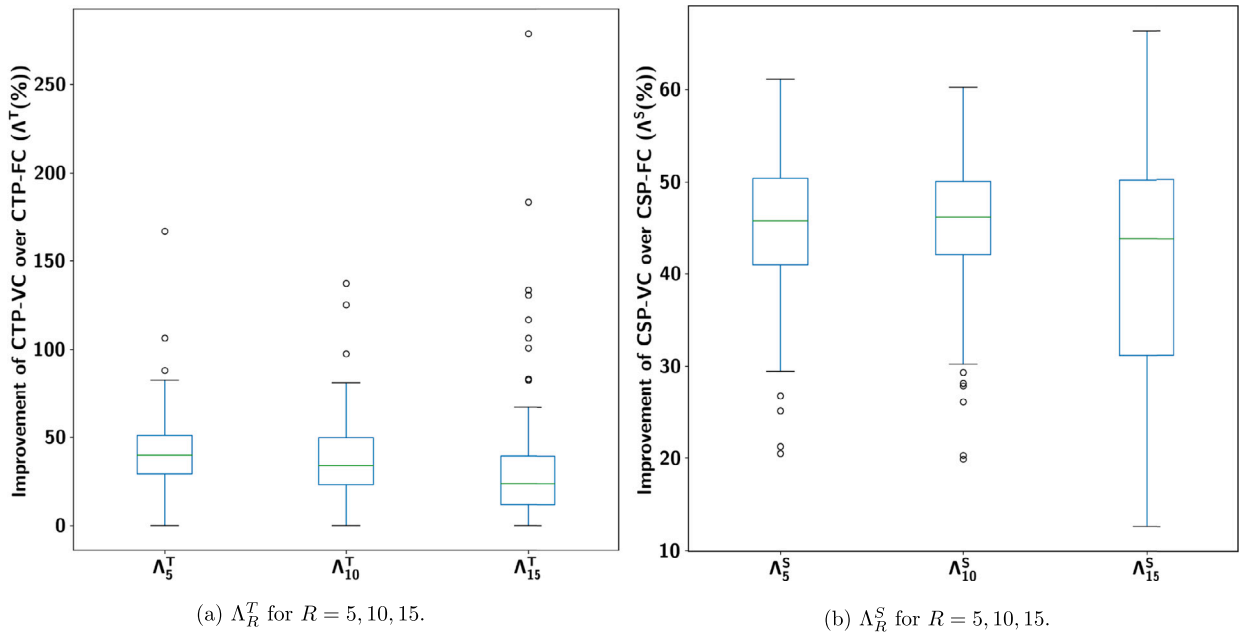 Improvement of CTP-VC over CTP-FC (Λ^T(%))
250
200
150
100
50
0
Λ^T_5
Λ^T_10
Λ^T_15
(a) Λ^T_R for R = 5, 10, 15.
Improvement of CSP-VC over CSP-FC (Λ^S(%))
60
50
40
30
20
10
Λ^S_5
Λ^S_10
Λ^S_15
(b) Λ^S_R for R = 5, 10, 15.